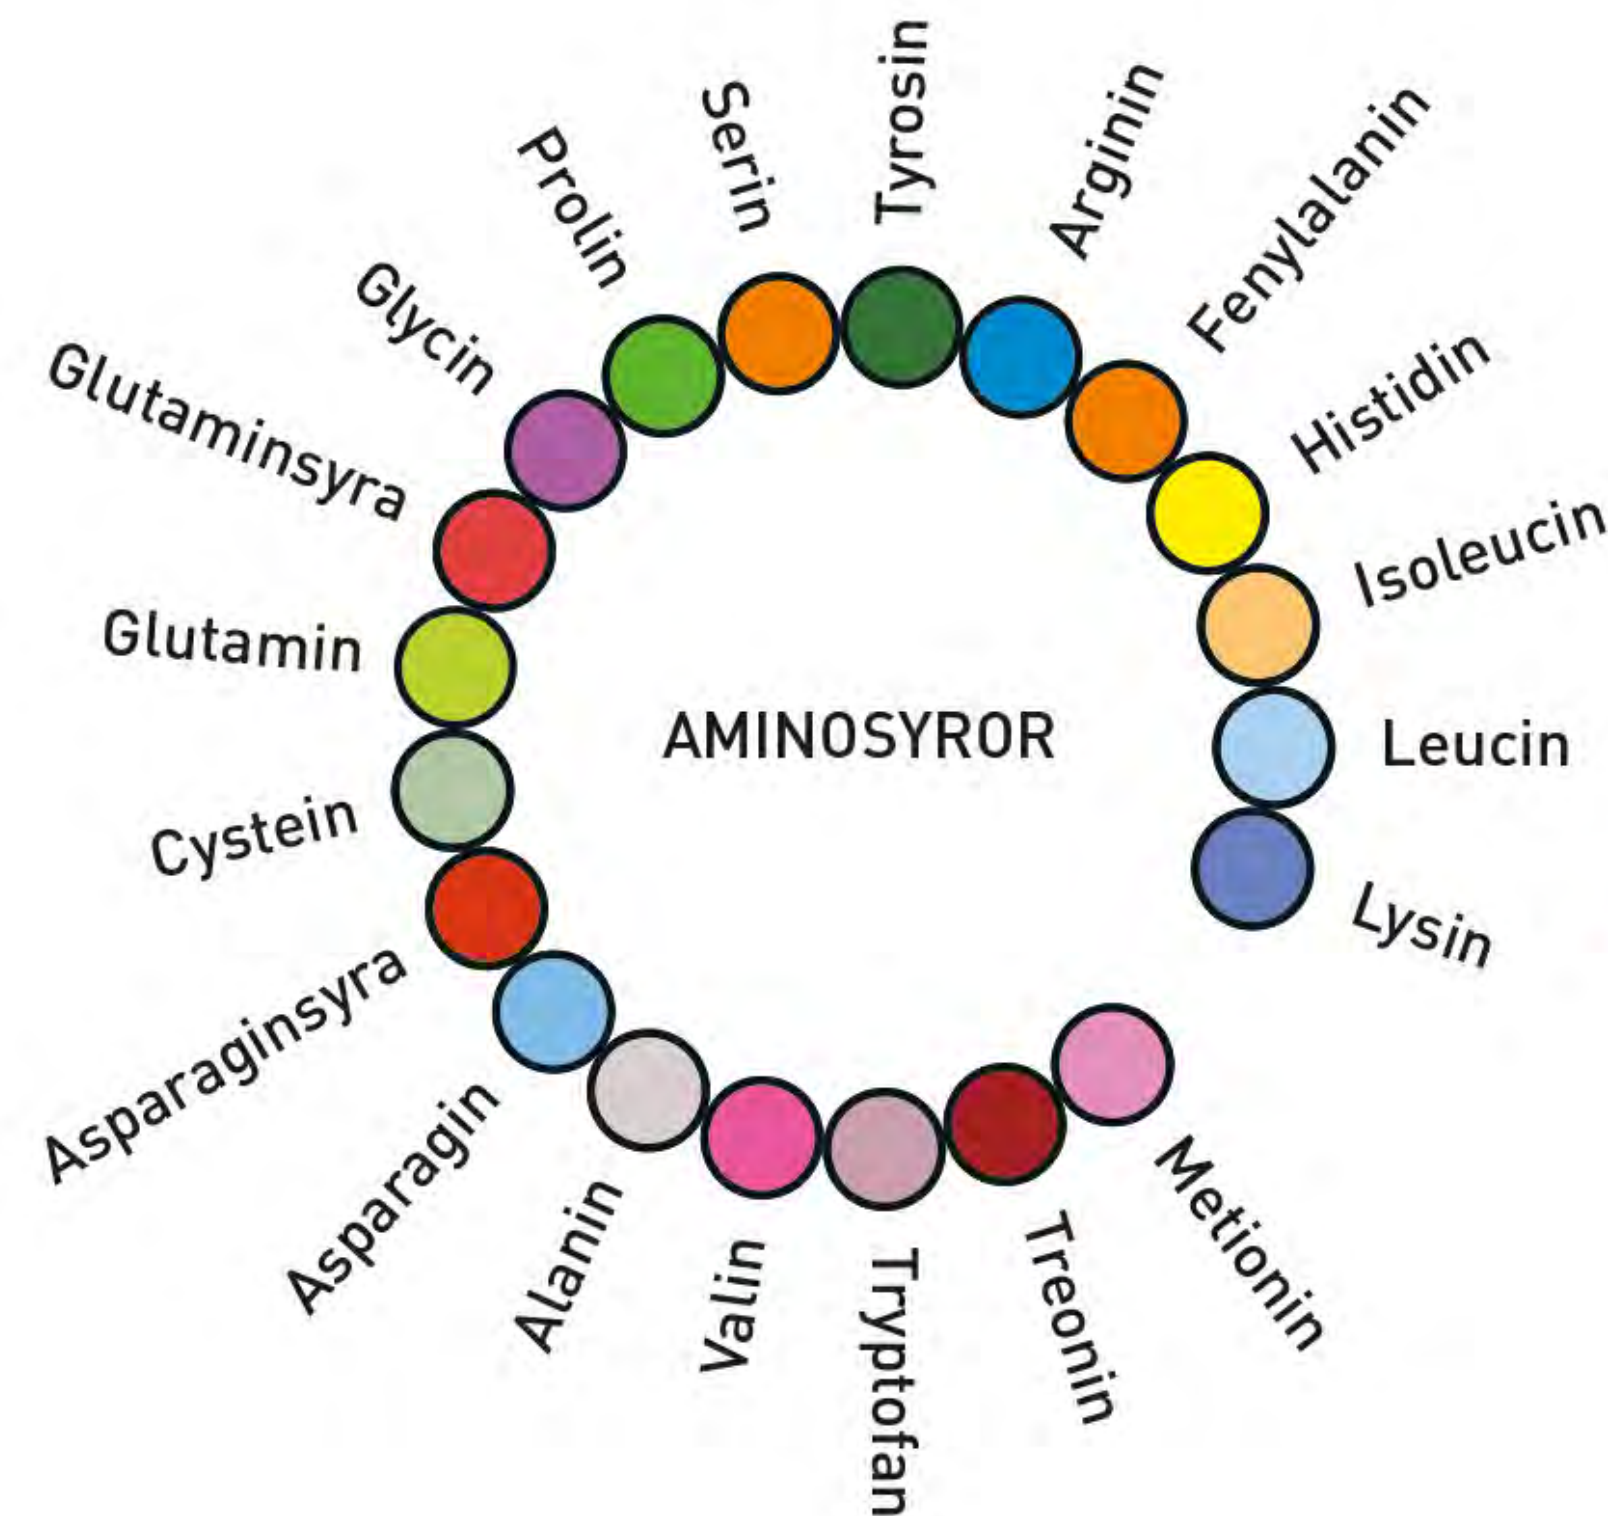 Tyrosin
Arginin
Fenylalanin
Histidin
Isoleucin
Leucin
Lysin
Metionin
Treonin
Tryptofan
Valin
Alanin
Asparagin
Asparaginsyra
Cystein
Glutamin
Glutaminsyra
Glycin
Prolin
Serin
AMINOSYROR